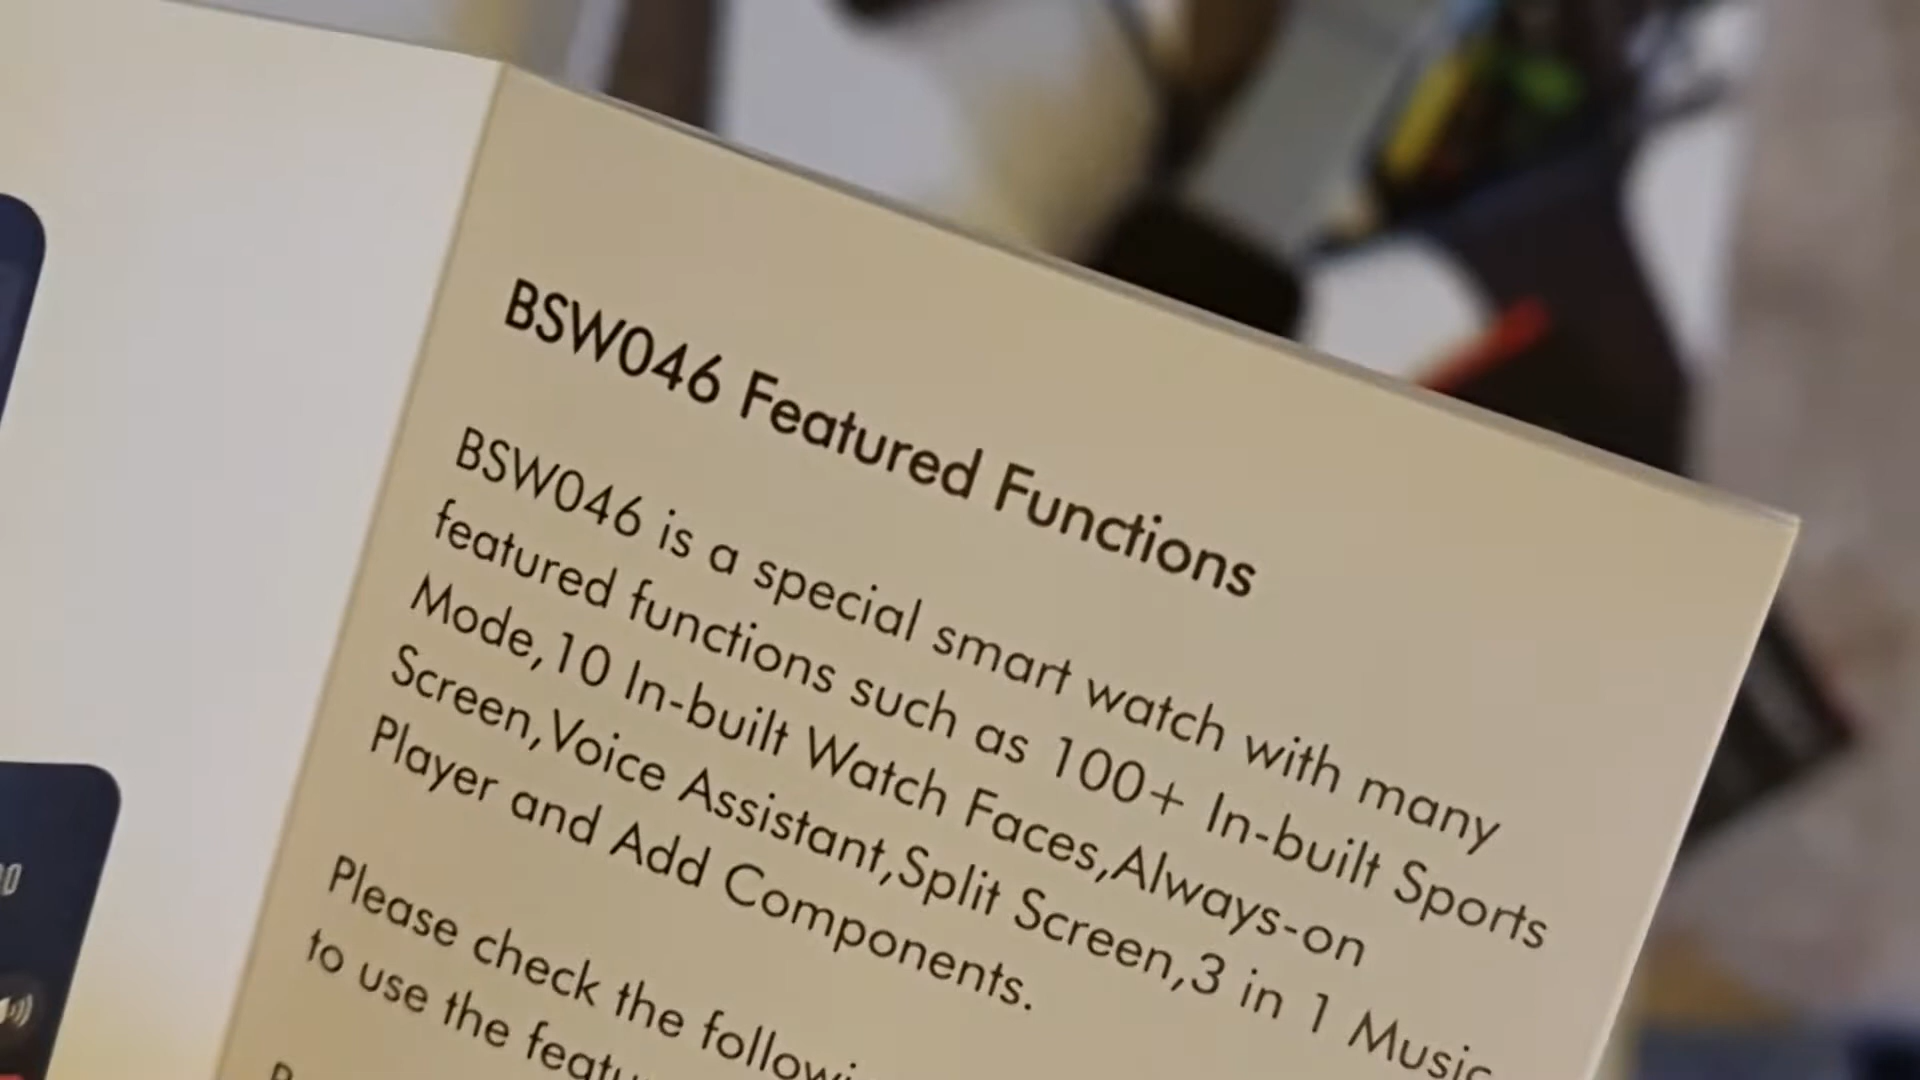 BSW046 Featured Functions
BSW046 is a special smart watch with many
featured functions such as 100+ In-built Sports
Mode,10 In-built Watch Faces,Always-on
Screen,Voice Assistant,Split Screen,3 in 1 Music
Player and Add Components.
Please check the
to use the